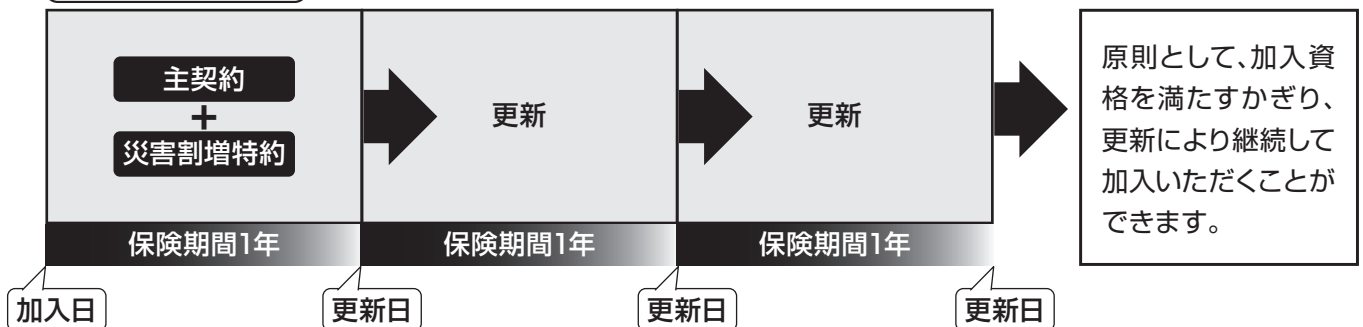 主契約
+
災害割増特約
更新
更新
原則として、加入資
格を満たすかぎり、
更新により継続して
加入いただくことが
できます。
保険期間1年
保険期間1年
保険期間1年
加入日
更新日
更新日
更新日